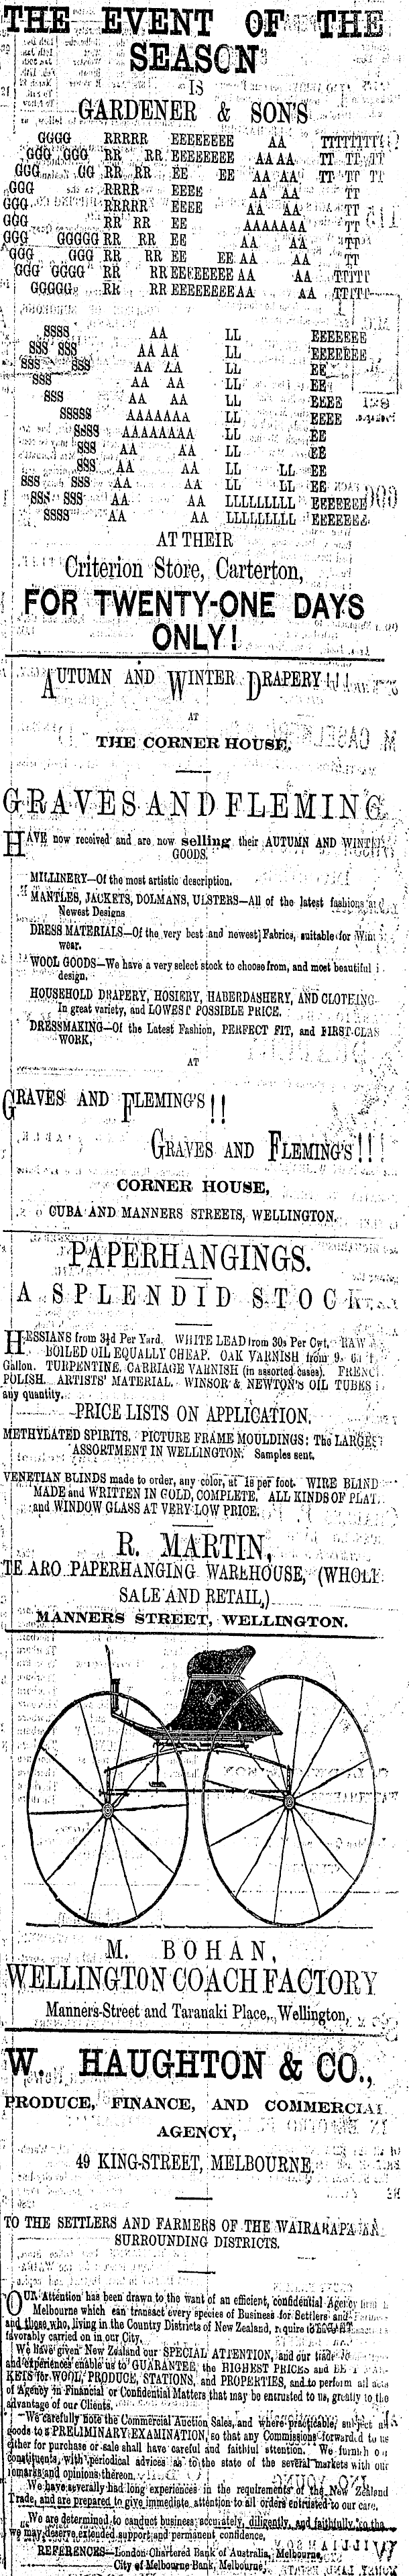 THE EVENT OF THE
SEASON
IS
GARDENER & SON'S
GREAT
SALE
AT THEIR
Criterion Store, Carterton,
FOR TWENTY-ONE DAYS
ONLY!
AUTUMN AND WINTER DRAPERY!!!
AT
THE CORNER HOUSE.
GRAVES AND FLEMING
HAVE now received and are now selling their AUTUMN AND WINTER
GOODS.
MILLINERY—Of the most artistic description.
MANTLES, JACKETS, DOLMANS, ULSTERS—All of the latest fashions
Newest Designs
DRESS MATERIALS—Of the very best and newest Fabrics, suitable for
wear.
WOOL GOODS—We have a very select stock to choose from, and most beautiful
design.
HOUSEHOLD DRAPERY, HOSIERY, HABERDASHERY, AND CLOTHING
In great variety, and LOWEST POSSIBLE PRICE.
DRESSMAKING—Of the Latest Fashion, PERFECT FIT, and FIRST-CLAS
WORK,
AT
GRAVES AND FLEMING'S!!
GRAVES AND FLEMING'S!!!
CORNER HOUSE,
CUBA AND MANNERS STREETS, WELLINGTON.
PAPERHANGINGS.
A SPLENDID STOCK
HESSIANS from 3½d Per Yard. WHITE LEAD from 30s Per Cwt. RAW
BOILED OIL EQUALLY CHEAP. OAK VARNISH from
Gallon. TURPENTINE, CARRIAGE VARNISH (in assorted cases). FRENCH
POLISH. ARTISTS' MATERIAL. WINSOR & NEWTON'S OIL TUBES
any quantity.
PRICE LISTS ON APPLICATION.
METHYLATED SPIRITS, PICTURE FRAME MOULDINGS: The LARGEST
ASSORTMENT IN WELLINGTON. Samples sent.
VENETIAN BLINDS made to order, any color, at 1s per foot. WIRE BLIND
MADE and WRITTEN IN GOLD, COMPLETE. ALL KINDS OF PLAT
and WINDOW GLASS AT VERY LOW PRICE.
R. MARTIN,
TE ARO PAPERHANGING WAREHOUSE, (WHOLE
SALE AND RETAIL,)
MANNERS STREET, WELLINGTON.
M. BOHAN,
WELLINGTON COACH FACTORY
Manners-Street and Taranaki Place, Wellington,
W. HAUGHTON & CO.,
PRODUCE, FINANCE, AND COMMERCIAL
AGENCY,
49 KING-STREET, MELBOURNE.
TO THE SETTLERS AND FARMERS OF THE WAIRARAPA
SURROUNDING DISTRICTS.
OUR Attention has been drawn to the want of an efficient, confidential Agency
Melbourne which can transact every species of Business for Settlers and
and those who, living in the Country Districts of New Zealand, require
favorably carried on in our City.
We have given New Zealand our SPECIAL ATTENTION, and our
and experiences enable us to GUARANTEE the HIGHEST PRICES and
KETS for WOOL, PRODUCE, STATIONS, and PROPERTIES, and to perform all acts
of Agency in Financial or Confidential Matters that may be entrusted to us, greatly to the
advantage of our Clients.
We carefully note the Commercial Auction Sales, and where practicable, subject all
goods to a PRELIMINARY EXAMINATION, so that any Commissions forwarded to us
either for purchase or sale shall have careful and faithful attention. We furnish our
constituents, with periodical advices as to the state of the several markets with our
remarks and opinions thereon.
We have severally had long experiences in the requirements of the New Zealand
Trade, and are prepared to give immediate attention to all orders entrusted to our care.
We are determined to conduct business accurately, diligently, and faithfully, so that
we may deserve extended support and permanent confidence.
REFERENCES—London Chartered Bank of Australia, Melbourne.
City of Melbourne Bank, Melbourne.